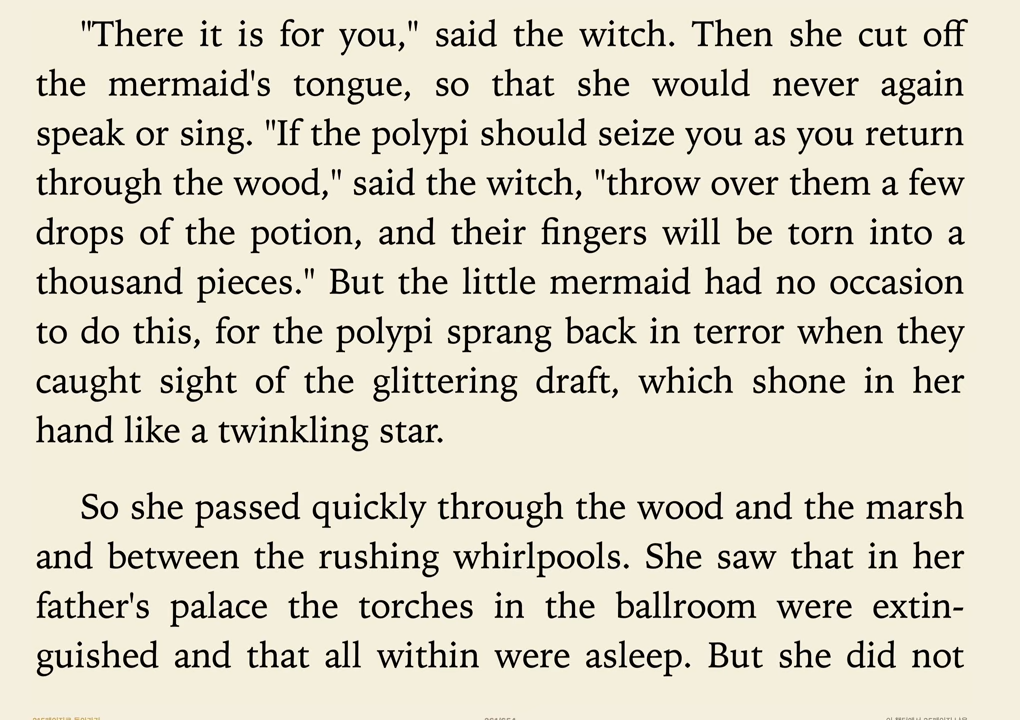 "There it is for you," said the witch. Then she cut off
the mermaid's tongue, so that she would never again
speak or sing. "If the polypi should seize you as you return
through the wood," said the witch, "throw over them a few
drops of the potion, and their fingers will be torn into a
thousand pieces." But the little mermaid had no occasion
to do this, for the polypi sprang back in terror when they
caught sight of the glittering draft, which shone in her
hand like a twinkling star.
So she passed quickly through the wood and the marsh
and between the rushing whirlpools. She saw that in her
father's palace the torches in the ballroom were extin-
guished and that all within were asleep. But she did not